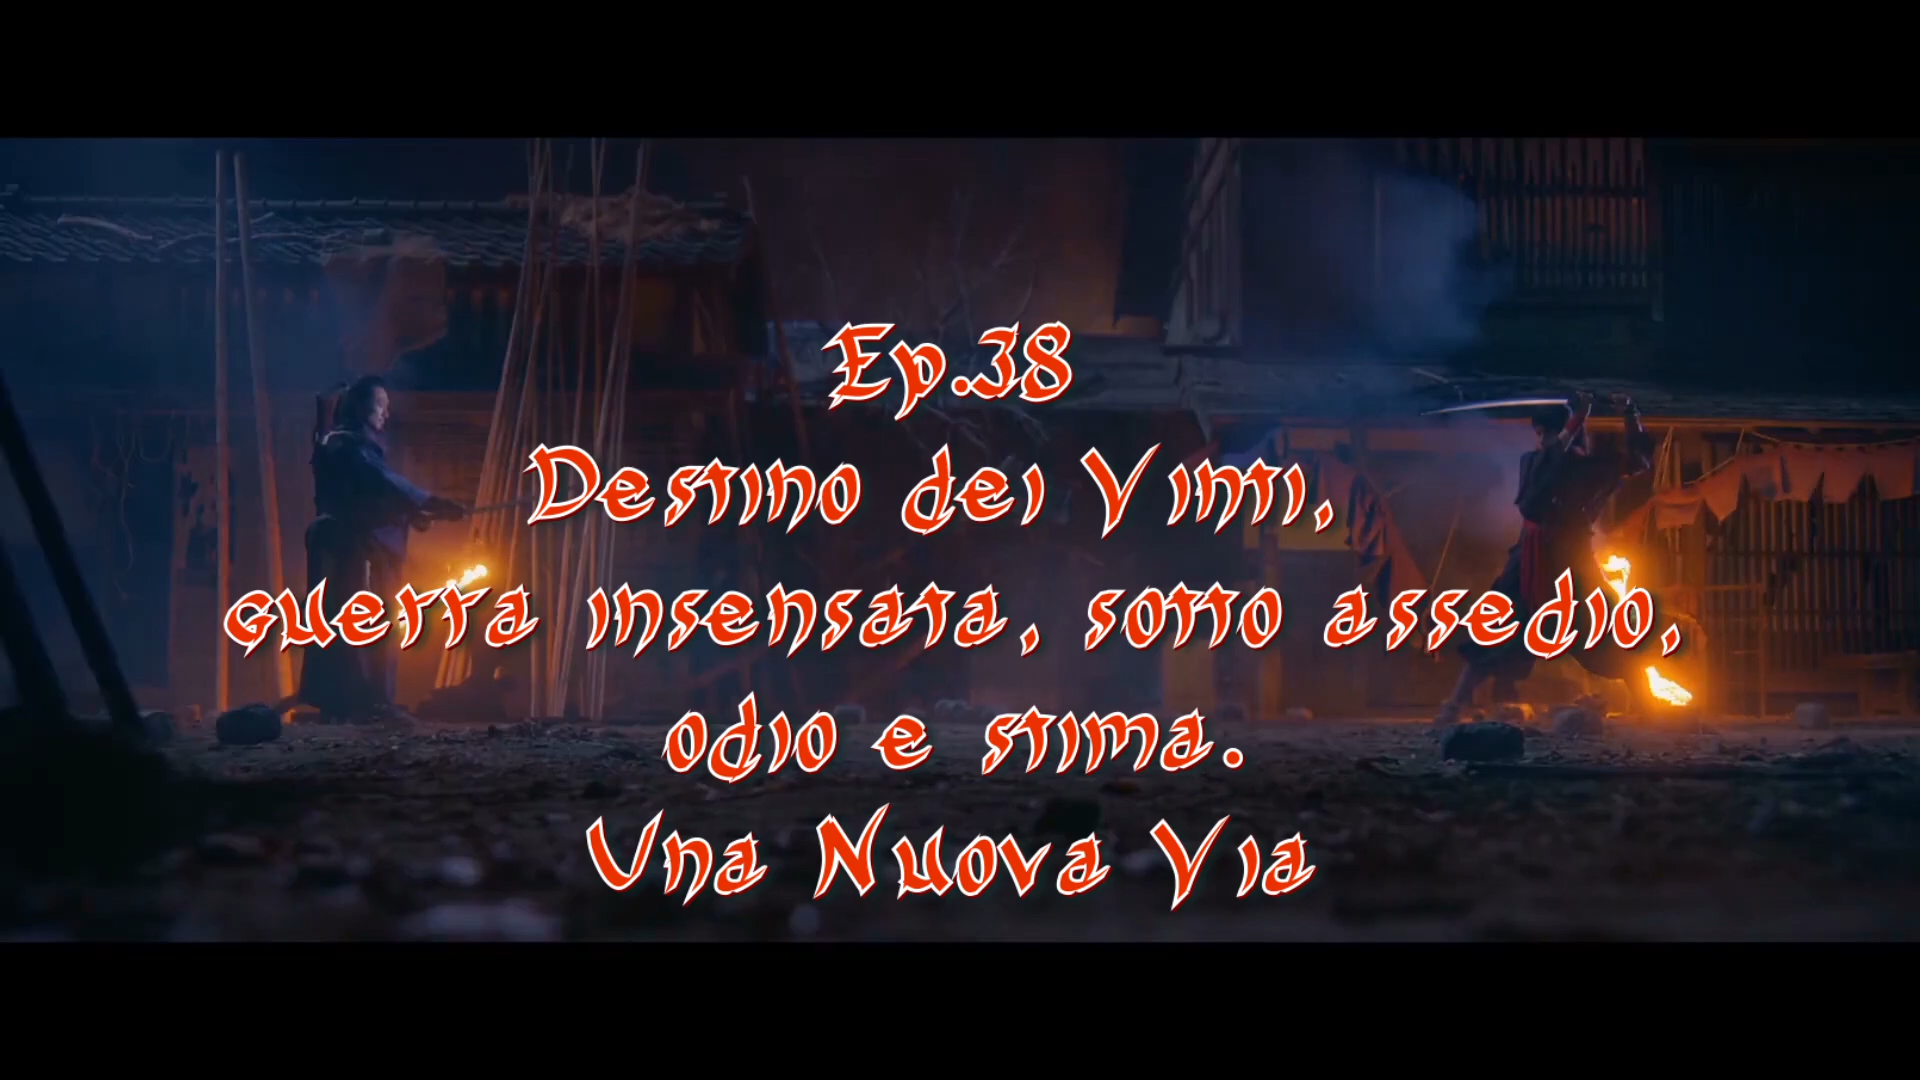 Ep.38
Destino dei Vinti,
guerra insensata, sotto assedio,
odio e stima.
Una Nuova Via